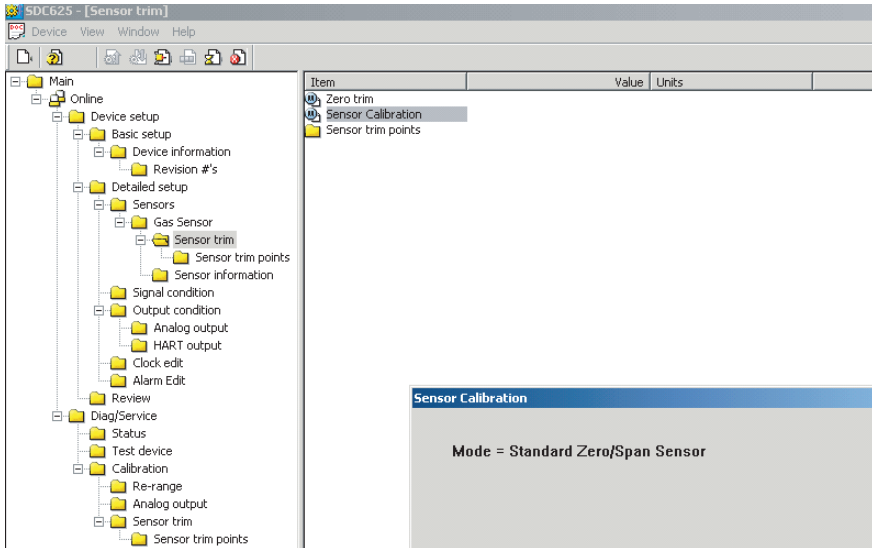 SDC625 - [Sensor trim]
Device View Window Help
Main
Online
Device setup
Basic setup
Device information
Revision #'s
Detailed setup
Sensors
Gas Sensor
Sensor trim
Sensor trim points
Sensor information
Signal condition
Output condition
Analog output
HART output
Clock edit
Alarm Edit
Review
Diag/Service
Status
Test device
Calibration
Re-range
Analog output
Sensor trim
Sensor trim points
Item Value Units
Zero trim
Sensor Calibration
Sensor trim points
Sensor Calibration
Mode = Standard Zero/Span Sensor